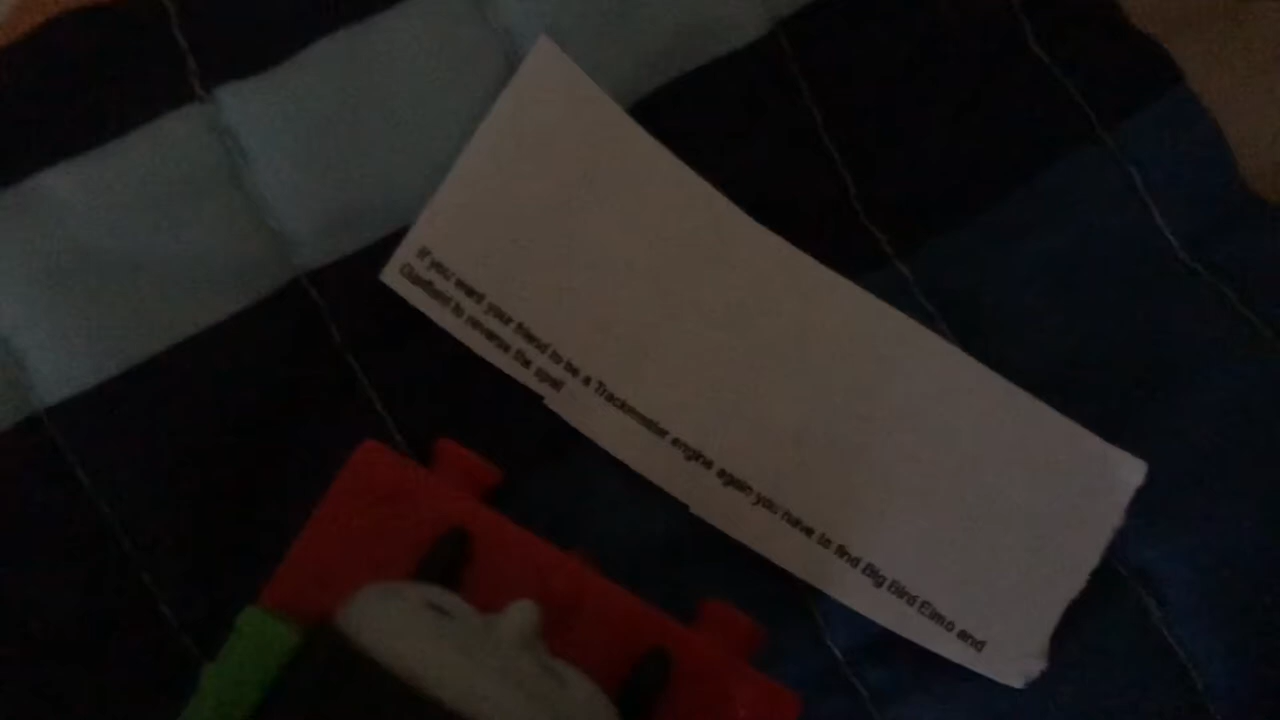 If you want your friend to be a Trackmaster engine again you have to find Big Bird Elmo and
to reverse the spell